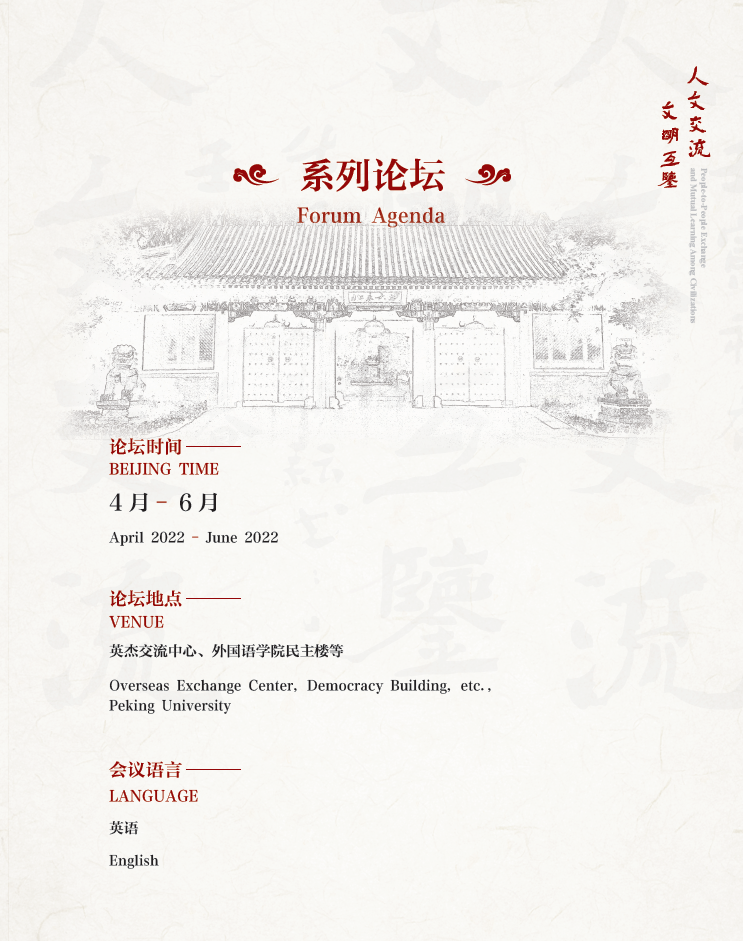 人文交流
文明互鑒
People-to-People Exchange
and Mutual Learning Among Civilizations
系列论坛
Forum Agenda
论坛时间
BEIJING TIME
4月- 6月
April 2022 - June 2022
论坛地点
VENUE
英杰交流中心、外国语学院民主楼等
Overseas Exchange Center, Democracy Building, etc.,
Peking University
会议语言
LANGUAGE
英语
English